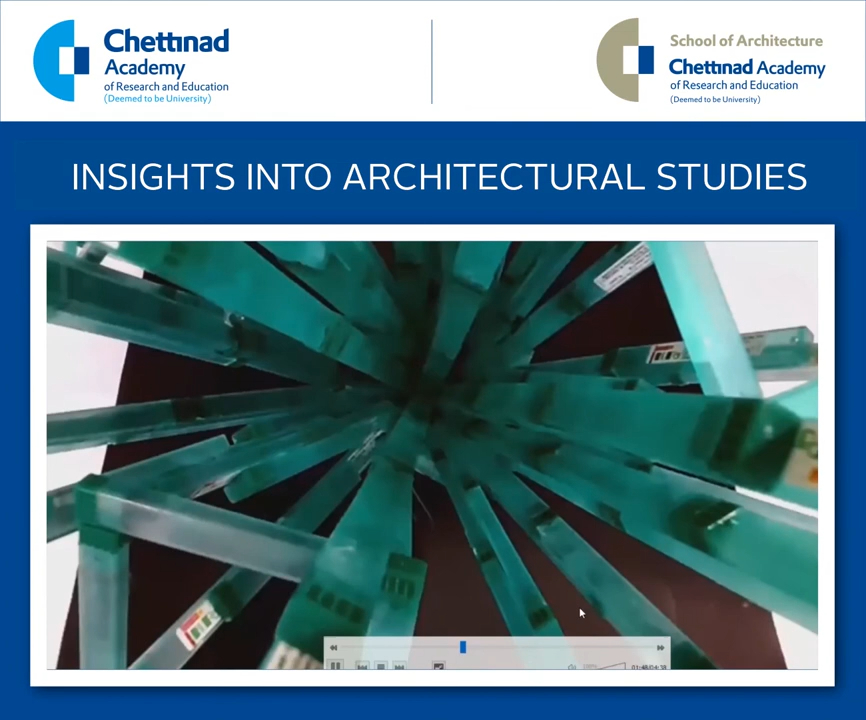 Chettinad
Academy
of Research and Education
(Deemed to be University)
School of Architecture
Chettinad Academy
of Research and Education
(Deemed to be University)
INSIGHTS INTO ARCHITECTURAL STUDIES